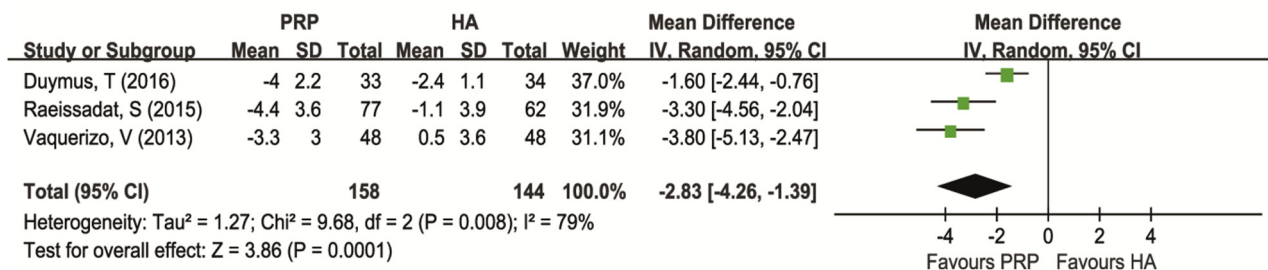 PRP HA Mean Difference Mean Difference
Study or Subgroup Mean SD Total Mean SD Total Weight IV, Random, 95% CI IV, Random, 95% CI
Duymus, T (2016) -4 2.2 33 -2.4 1.1 34 37.0% -1.60 [-2.44, -0.76]
Raeissadat, S (2015) -4.4 3.6 77 -1.1 3.9 62 31.9% -3.30 [-4.56, -2.04]
Vaquerizo, V (2013) -3.3 3 48 0.5 3.6 48 31.1% -3.80 [-5.13, -2.47]
Total (95% CI) 158 144 100.0% -2.83 [-4.26, -1.39]
Heterogeneity: Tau² = 1.27; Chi² = 9.68, df = 2 (P = 0.008); I² = 79%
Test for overall effect: Z = 3.86 (P = 0.0001)
-4 -2 0 2 4
Favours PRP Favours HA